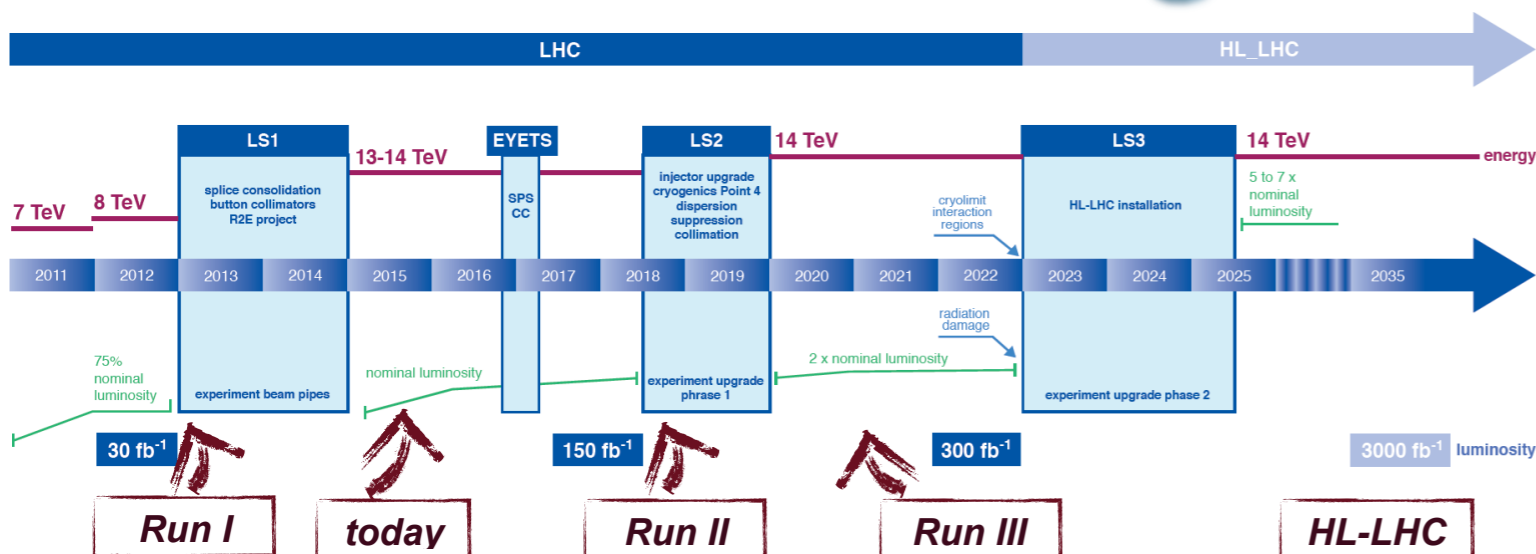 LHC
HL_LHC
LS1
EYETS
LS2
14 TeV
LS3
14 TeV
energy
13-14 TeV
7 TeV
8 TeV
splice consolidation
button collimators
R2E project
SPS
CC
injector upgrade
cryogenics Point 4
dispersion
suppression
collimation
cryolimit
interaction
regions
HL-LHC installation
5 to 7 x
nominal
luminosity
2011
2012
2013
2014
2015
2016
2017
2018
2019
2020
2021
2022
2023
2024
2025
2035
75%
nominal
luminosity
experiment beam pipes
nominal luminosity
experiment upgrade
phrase 1
2 x nominal luminosity
radiation
damage
experiment upgrade phase 2
30 fb⁻¹
150 fb⁻¹
300 fb⁻¹
3000 fb⁻¹
luminosity
Run I
today
Run II
Run III
HL-LHC